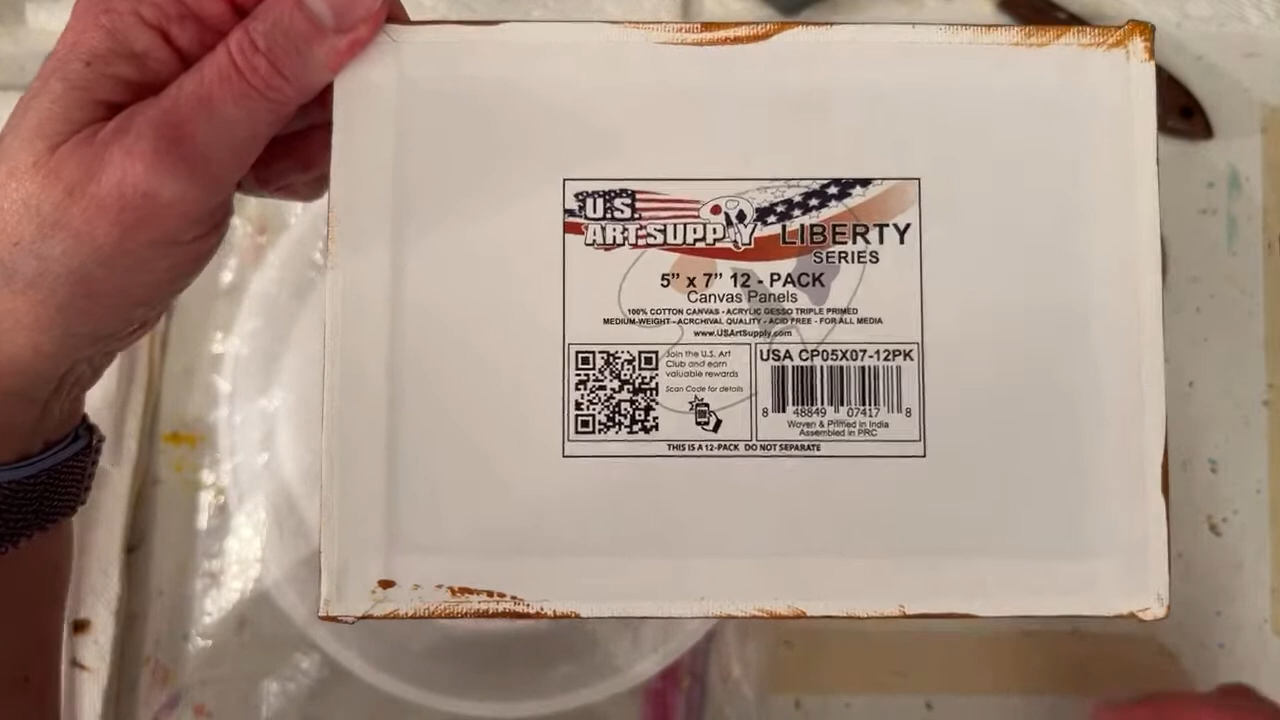 U.S.
ART SUPPLY
LIBERTY
SERIES
5” x 7” 12 - PACK
Canvas Panels
100% COTTON CANVAS - ACRYLIC GESSO TRIPLE PRIMED
MEDIUM-WEIGHT - ACRCHIVAL QUALITY - ACID FREE - FOR ALL MEDIA
www.USArtSupply.com
Join the U.S. Art
Club and earn
valuable rewards
Scan Code for details
USA CP05X07-12PK
8 48849 07417 8
Woven & Primed in India
Assembled in PRC
THIS IS A 12-PACK DO NOT SEPARATE